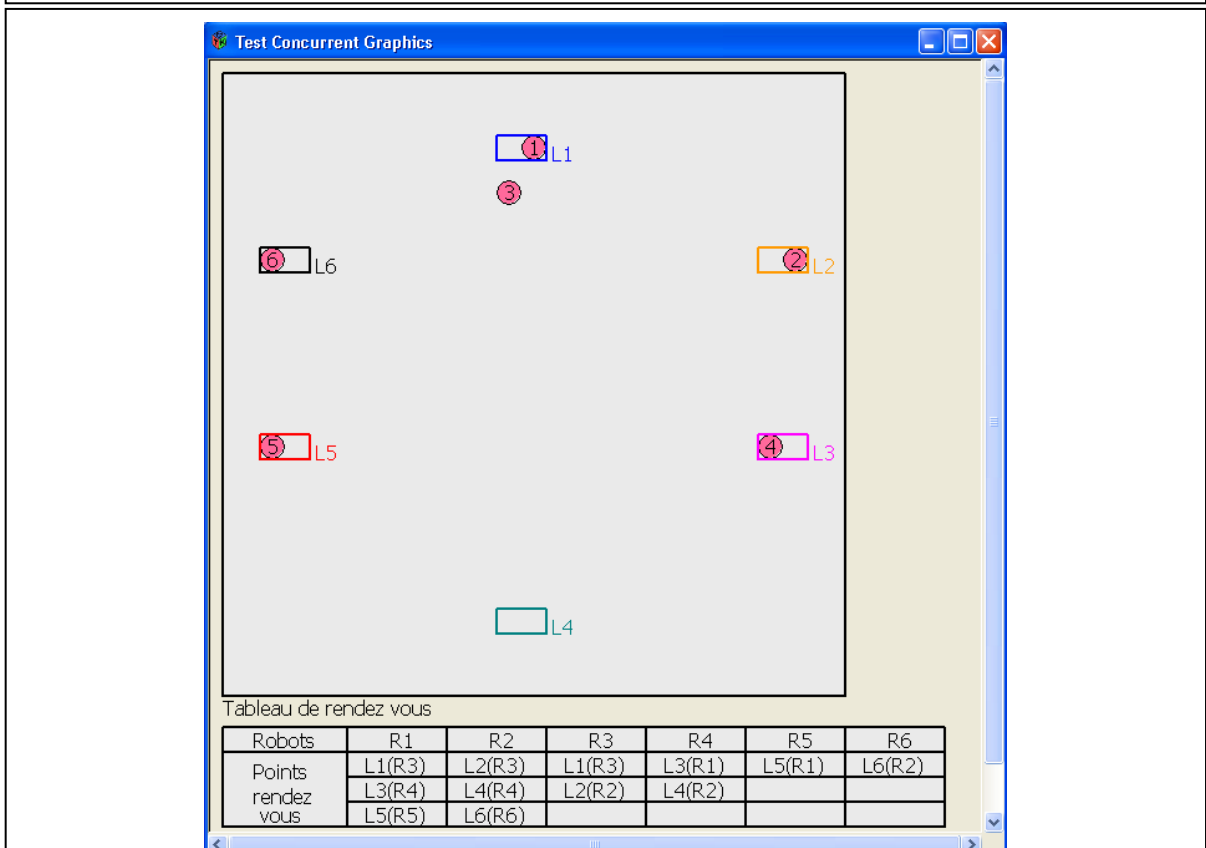 Test Concurrent Graphics
1
L1
3
6
L6
2
L2
5
L5
4
L3
L4
Tableau de rendez vous
Robots R1 R2 R3 R4 R5 R6
Points rendez vous
L1(R3) L2(R3) L1(R3) L3(R1) L5(R1) L6(R2)
L3(R4) L4(R4) L2(R2) L4(R2)
L5(R5) L6(R6)